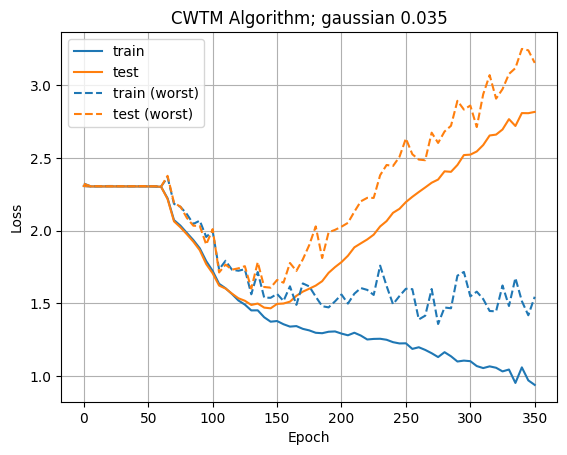 CWTM Algorithm; gaussian 0.035
train
test
train (worst)
test (worst)
Loss
3.0
2.5
2.0
1.5
1.0
0
50
100
150
200
250
300
350
Epoch